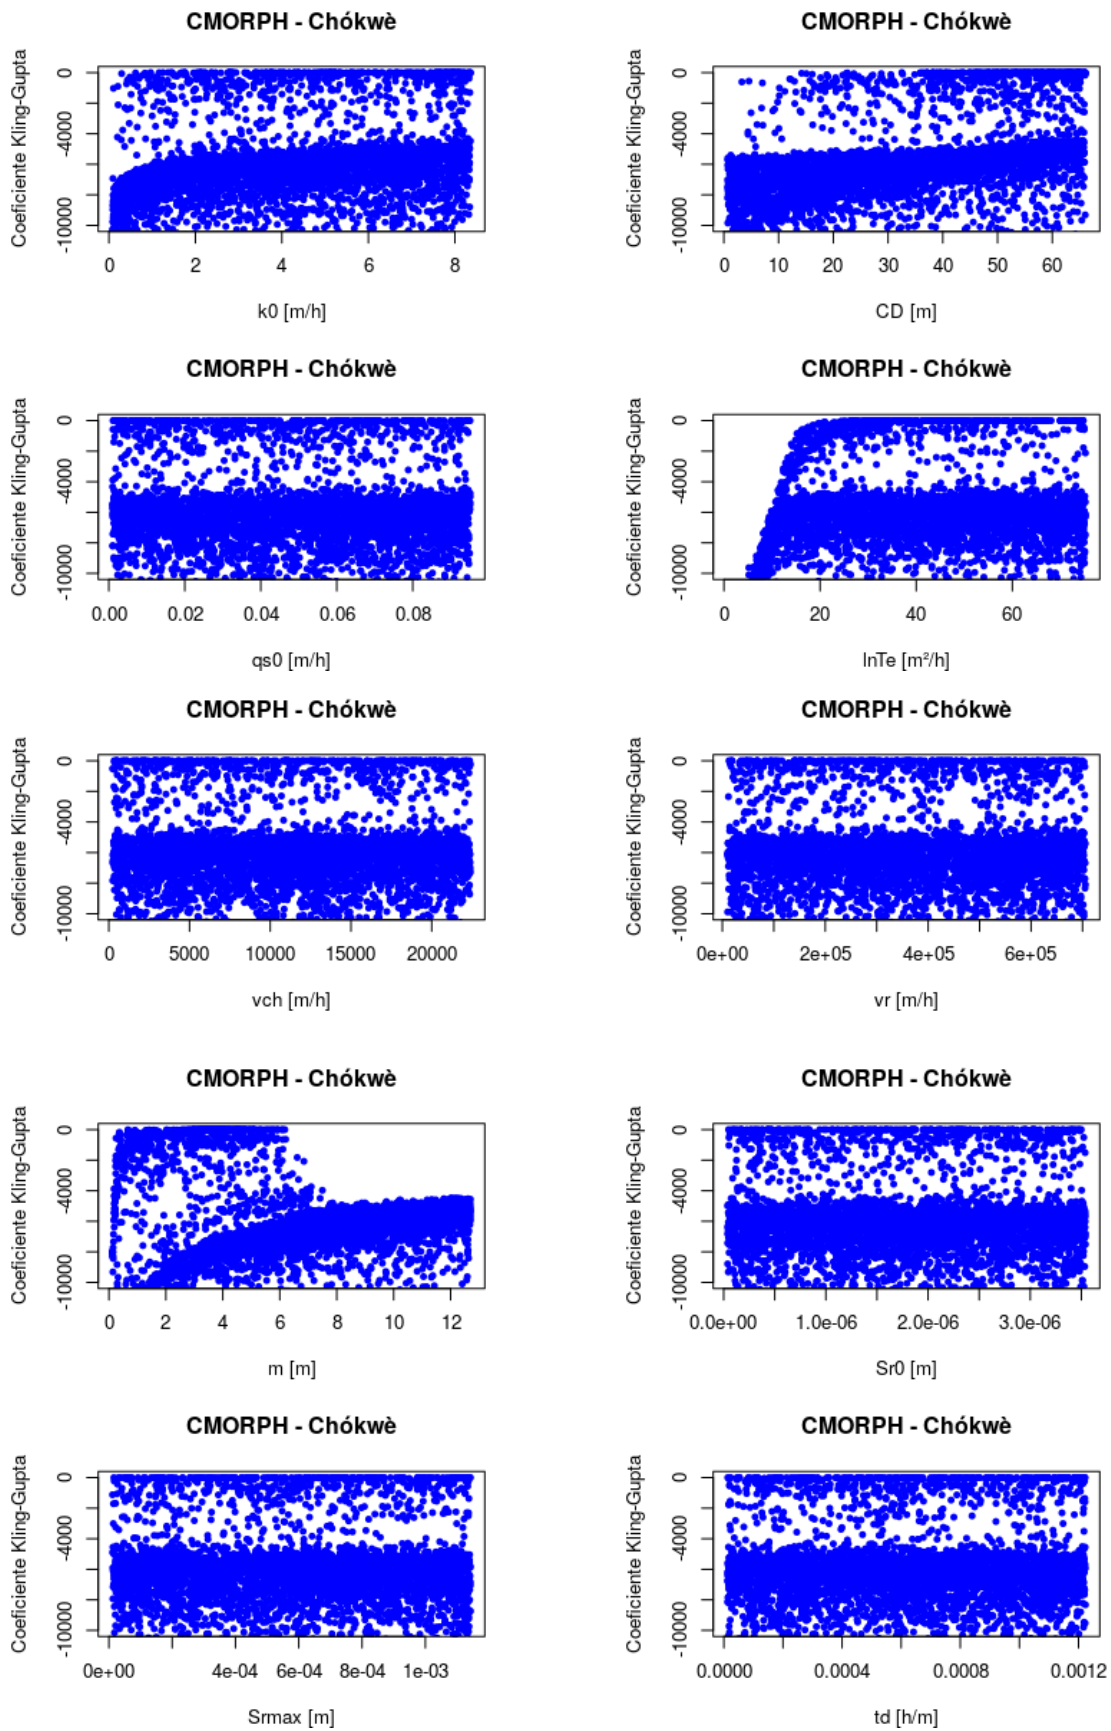 CMORPH - Chókwè
CMORPH - Chókwè
Coeficiente Kling-Gupta
0
-4000
-10000
0 2 4 6 8
k0 [m/h]
Coeficiente Kling-Gupta
0
-4000
-10000
0 10 20 30 40 50 60
CD [m]
CMORPH - Chókwè
CMORPH - Chókwè
Coeficiente Kling-Gupta
0
-4000
-10000
0.00 0.02 0.04 0.06 0.08
qs0 [m/h]
Coeficiente Kling-Gupta
0
-4000
-10000
0 20 40 60
lnTe [m²/h]
CMORPH - Chókwè
CMORPH - Chókwè
Coeficiente Kling-Gupta
0
-4000
-10000
0 5000 10000 15000 20000
vch [m/h]
Coeficiente Kling-Gupta
0
-4000
-10000
0e+00 2e+05 4e+05 6e+05
vr [m/h]
CMORPH - Chókwè
CMORPH - Chókwè
Coeficiente Kling-Gupta
0
-4000
-10000
0 2 4 6 8 10 12
m [m]
Coeficiente Kling-Gupta
0
-4000
-10000
0.0e+00 1.0e-06 2.0e-06 3.0e-06
Sr0 [m]
CMORPH - Chókwè
CMORPH - Chókwè
Coeficiente Kling-Gupta
0
-4000
-10000
0e+00 4e-04 6e-04 8e-04 1e-03
Srmax [m]
Coeficiente Kling-Gupta
0
-4000
-10000
0.0000 0.0004 0.0008 0.0012
td [h/m]